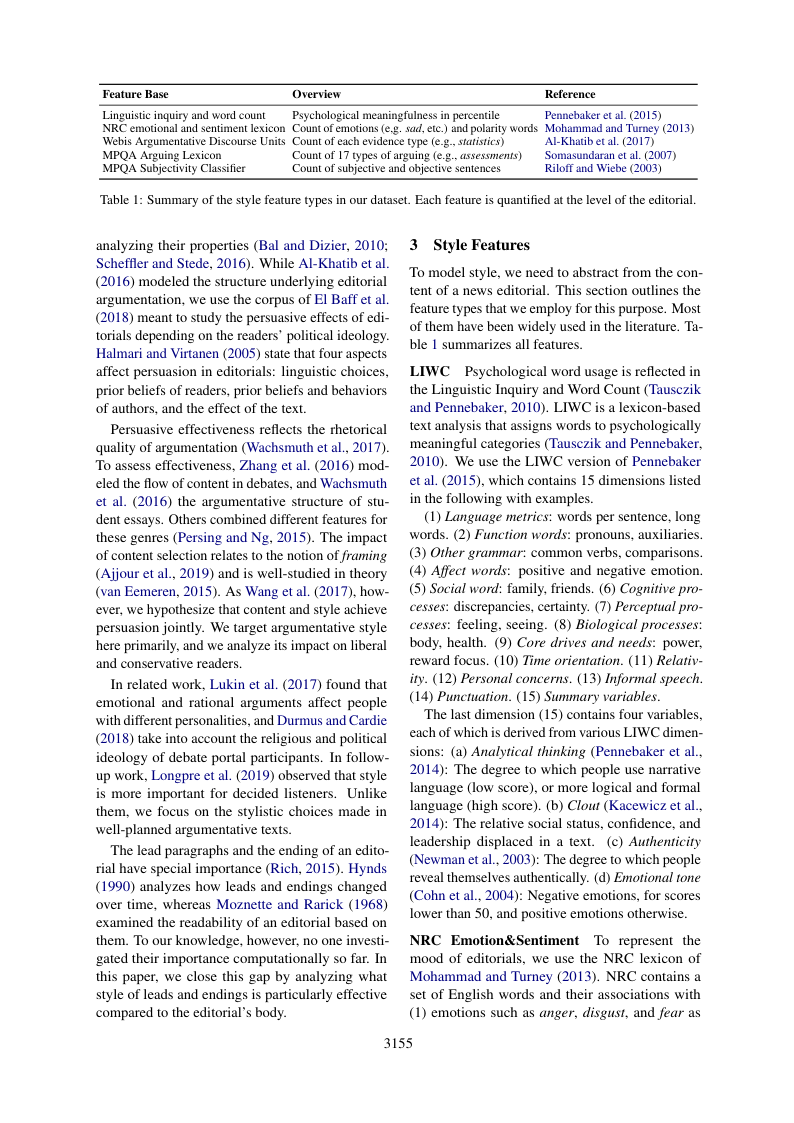 Feature Base Overview Reference
Linguistic inquiry and word count Psychological meaningfulness in percentile Pennebaker et al. (2015)
NRC emotional and sentiment lexicon Count of emotions (e,g. sad, etc.) and polarity words Mohammad and Turney (2013)
Webis Argumentative Discourse Units Count of each evidence type (e.g., statistics) Al-Khatib et al. (2017)
MPQA Arguing Lexicon Count of 17 types of arguing (e.g., assessments) Somasundaran et al. (2007)
MPQA Subjectivity Classifier Count of subjective and objective sentences Riloff and Wiebe (2003)
Table 1: Summary of the style feature types in our dataset. Each feature is quantified at the level of the editorial.
analyzing their properties (Bal and Dizier, 2010;
Scheffler and Stede, 2016). While Al-Khatib et al.
(2016) modeled the structure underlying editorial
argumentation, we use the corpus of El Baff et al.
(2018) meant to study the persuasive effects of edi-
torials depending on the readers' political ideology.
Halmari and Virtanen (2005) state that four aspects
affect persuasion in editorials: linguistic choices,
prior beliefs of readers, prior beliefs and behaviors
of authors, and the effect of the text.
Persuasive effectiveness reflects the rhetorical
quality of argumentation (Wachsmuth et al., 2017).
To assess effectiveness, Zhang et al. (2016) mod-
eled the flow of content in debates, and Wachsmuth
et al. (2016) the argumentative structure of stu-
dent essays. Others combined different features for
these genres (Persing and Ng, 2015). The impact
of content selection relates to the notion of framing
(Ajjour et al., 2019) and is well-studied in theory
(van Eemeren, 2015). As Wang et al. (2017), how-
ever, we hypothesize that content and style achieve
persuasion jointly. We target argumentative style
here primarily, and we analyze its impact on liberal
and conservative readers.
In related work, Lukin et al. (2017) found that
emotional and rational arguments affect people
with different personalities, and Durmus and Cardie
(2018) take into account the religious and political
ideology of debate portal participants. In follow-
up work, Longpre et al. (2019) observed that style
is more important for decided listeners. Unlike
them, we focus on the stylistic choices made in
well-planned argumentative texts.
The lead paragraphs and the ending of an edito-
rial have special importance (Rich, 2015). Hynds
(1990) analyzes how leads and endings changed
over time, whereas Moznette and Rarick (1968)
examined the readability of an editorial based on
them. To our knowledge, however, no one investi-
gated their importance computationally so far. In
this paper, we close this gap by analyzing what
style of leads and endings is particularly effective
compared to the editorial's body.
3 Style Features
To model style, we need to abstract from the con-
tent of a news editorial. This section outlines the
feature types that we employ for this purpose. Most
of them have been widely used in the literature. Ta-
ble 1 summarizes all features.
LIWC Psychological word usage is reflected in
the Linguistic Inquiry and Word Count (Tausczik
and Pennebaker, 2010). LIWC is a lexicon-based
text analysis that assigns words to psychologically
meaningful categories (Tausczik and Pennebaker,
2010). We use the LIWC version of Pennebaker
et al. (2015), which contains 15 dimensions listed
in the following with examples.
(1) Language metrics: words per sentence, long
words. (2) Function words: pronouns, auxiliaries.
(3) Other grammar: common verbs, comparisons.
(4) Affect words: positive and negative emotion.
(5) Social word: family, friends. (6) Cognitive pro-
cesses: discrepancies, certainty. (7) Perceptual pro-
cesses: feeling, seeing. (8) Biological processes:
body, health. (9) Core drives and needs: power,
reward focus. (10) Time orientation. (11) Relativ-
ity. (12) Personal concerns. (13) Informal speech.
(14) Punctuation. (15) Summary variables.
The last dimension (15) contains four variables,
each of which is derived from various LIWC dimen-
sions: (a) Analytical thinking (Pennebaker et al.,
2014): The degree to which people use narrative
language (low score), or more logical and formal
language (high score). (b) Clout (Kacewicz et al.,
2014): The relative social status, confidence, and
leadership displaced in a text. (c) Authenticity
(Newman et al., 2003): The degree to which people
reveal themselves authentically. (d) Emotional tone
(Cohn et al., 2004): Negative emotions, for scores
lower than 50, and positive emotions otherwise.
NRC Emotion&Sentiment To represent the
mood of editorials, we use the NRC lexicon of
Mohammad and Turney (2013). NRC contains a
set of English words and their associations with
(1) emotions such as anger, disgust, and fear as
3155